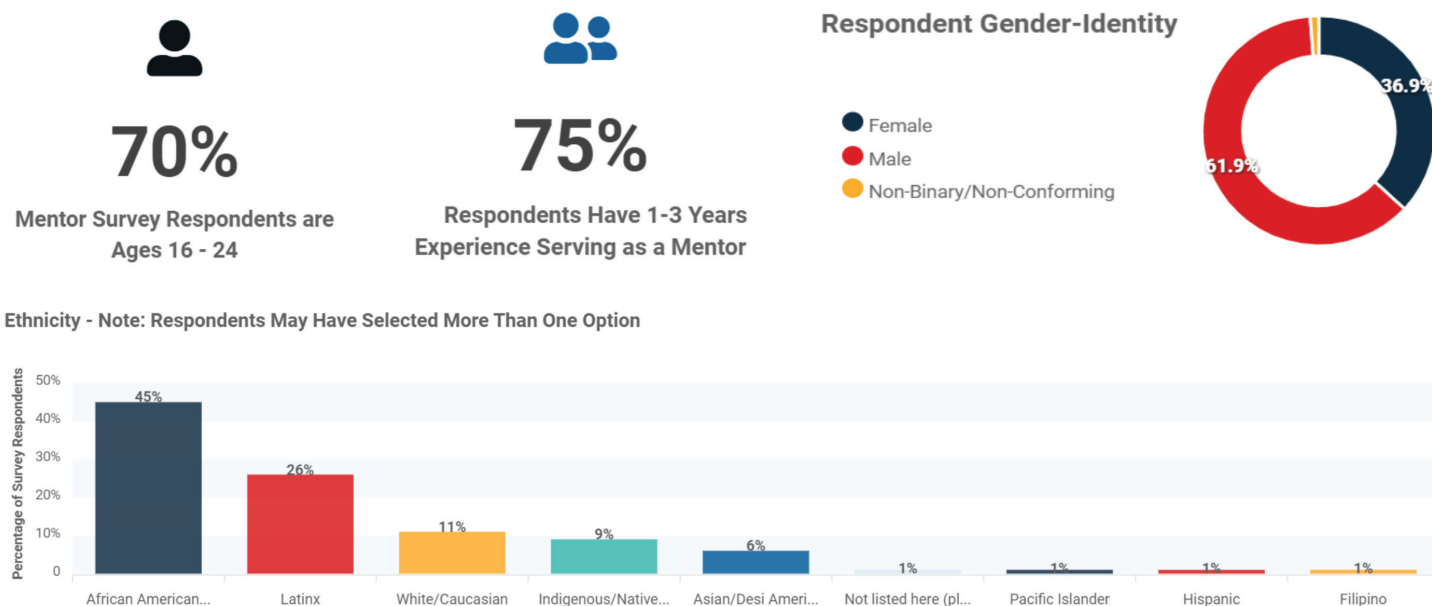 70%
Mentor Survey Respondents are
Ages 16 - 24
75%
Respondents Have 1-3 Years
Experience Serving as a Mentor
Respondent Gender-Identity
Female
Male
Non-Binary/Non-Conforming
36.9%
61.9%
Ethnicity - Note: Respondents May Have Selected More Than One Option
Percentage of Survey Respondents
50%
40%
30%
20%
10%
0
45%
26%
11%
9%
6%
1%
1%
1%
1%
African American...
Latinx
White/Caucasian
Indigenous/Native...
Asian/Desi Ameri...
Not listed here (pl...
Pacific Islander
Hispanic
Filipino